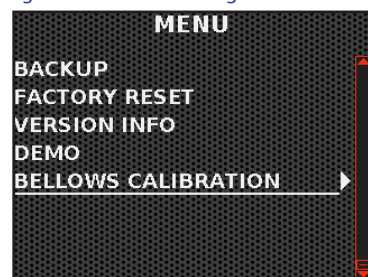 MENU
BACKUP
FACTORY RESET
VERSION INFO
DEMO
BELLOWS CALIBRATION